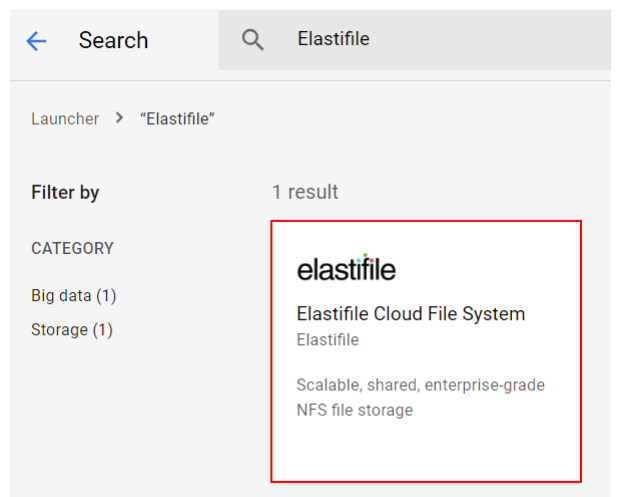 Search
Elastifile
Launcher > “Elastifile”
Filter by
1 result
CATEGORY
Big data (1)
Storage (1)
elastifile
Elastifile Cloud File System
Elastifile
Scalable, shared, enterprise-grade
NFS file storage